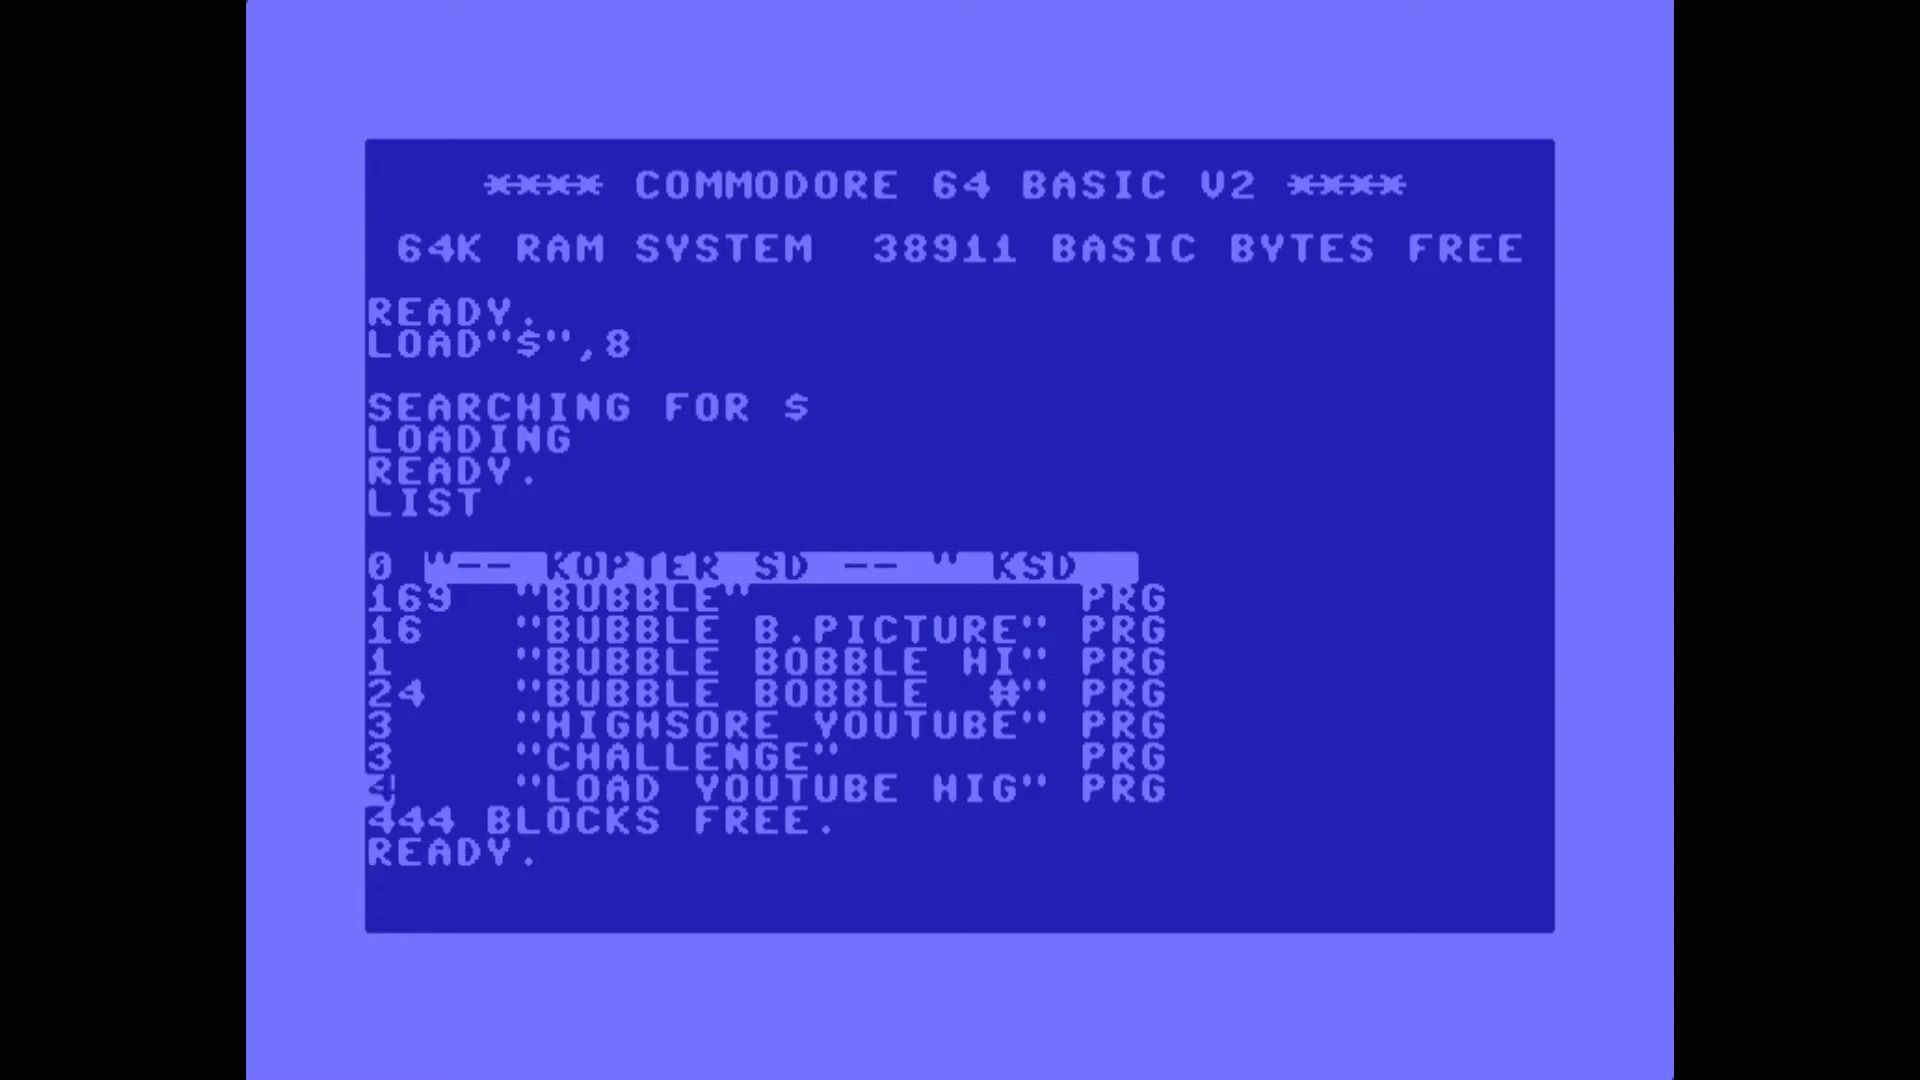 **** COMMODORE 64 BASIC V2 ****
64K RAM SYSTEM 38911 BASIC BYTES FREE
READY.
LOAD"$",8
SEARCHING FOR $
LOADING
READY.
LIST
0 "-- KOPTER SD -- " KSD
169 "BUBBLE" PRG
16 "BUBBLE B.PICTURE" PRG
1 "BUBBLE BOBBLE HI" PRG
24 "BUBBLE BOBBLE #" PRG
3 "HIGHSORE YOUTUBE" PRG
3 "CHALLENGE" PRG
"LOAD YOUTUBE HIG" PRG
444 BLOCKS FREE.
READY.